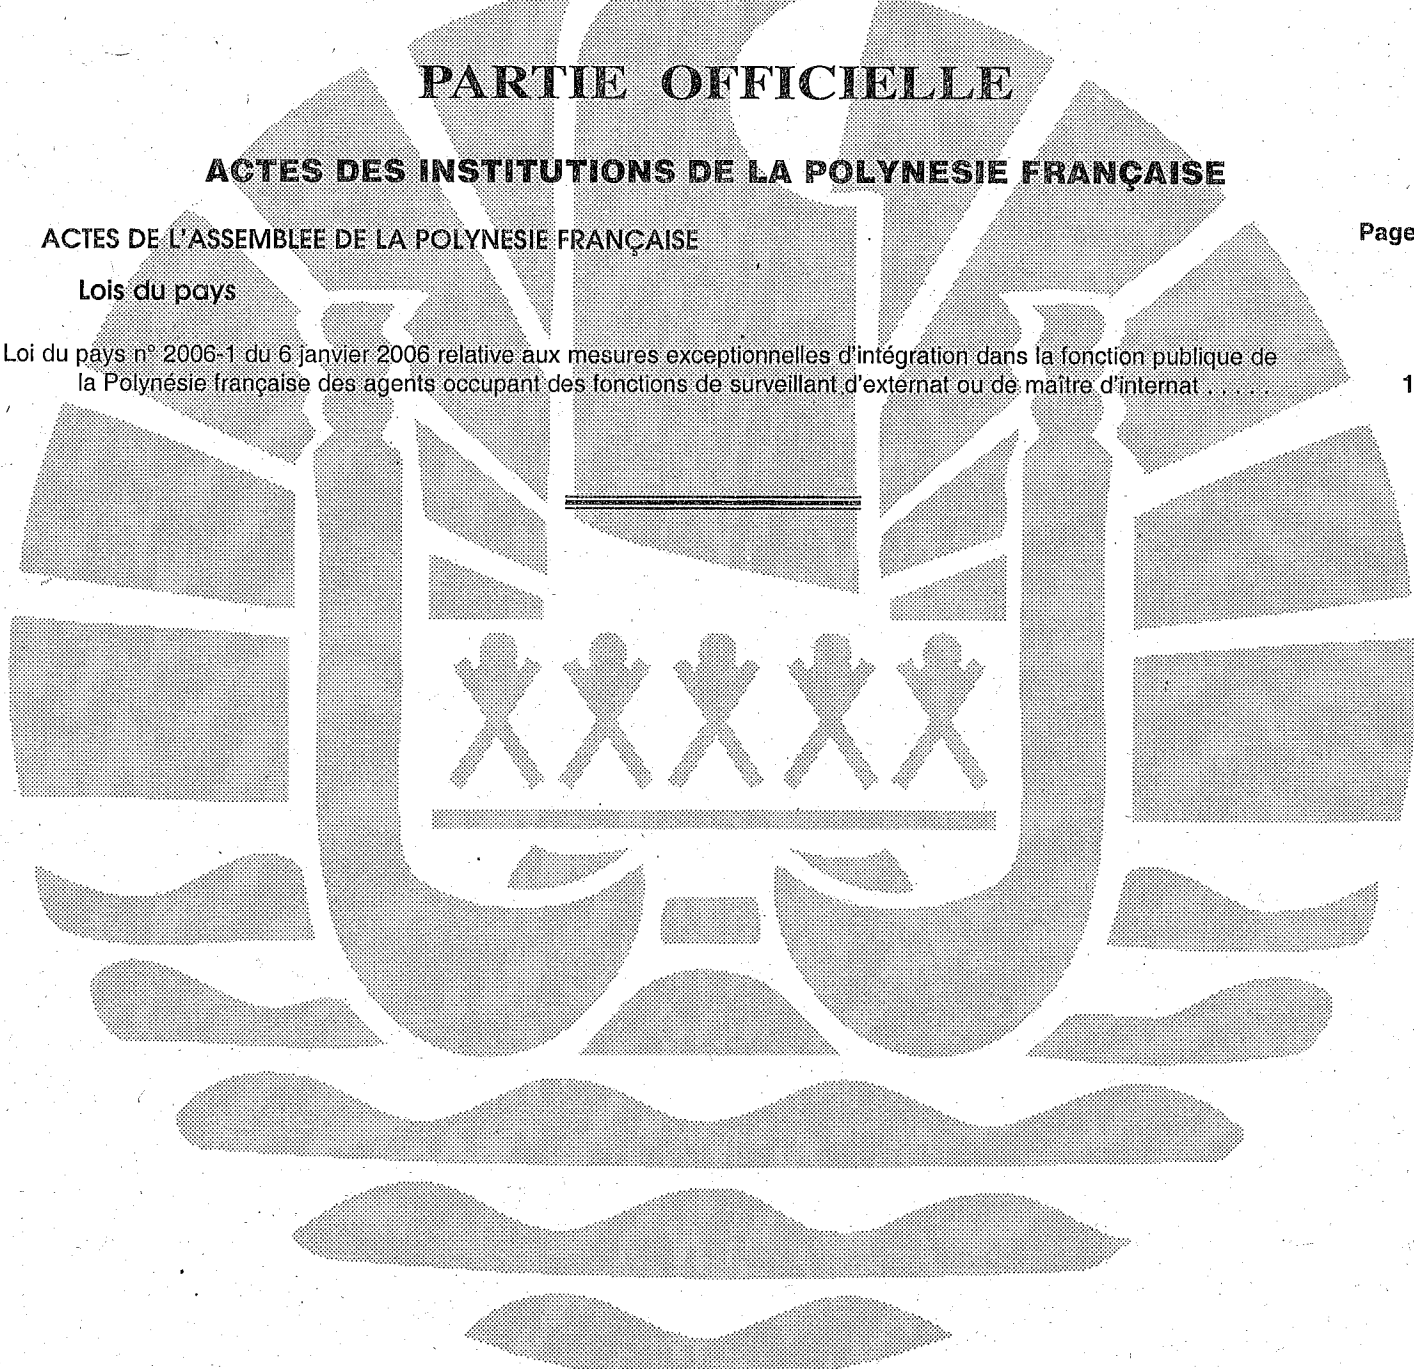 PARTIE OFFICIELLE
ACTES DES INSTITUTIONS DE LA POLYNESIE FRANÇAISE
ACTES DE L'ASSEMBLEE DE LA POLYNESIE FRANÇAISE Page
Lois du pays
Loi du pays n° 2006-1 du 6 janvier 2006 relative aux mesures exceptionnelles d'intégration dans la fonction publique de
la Polynésie française des agents occupant des fonctions de surveillant d'externat ou de maître d'internat . . . . . 1